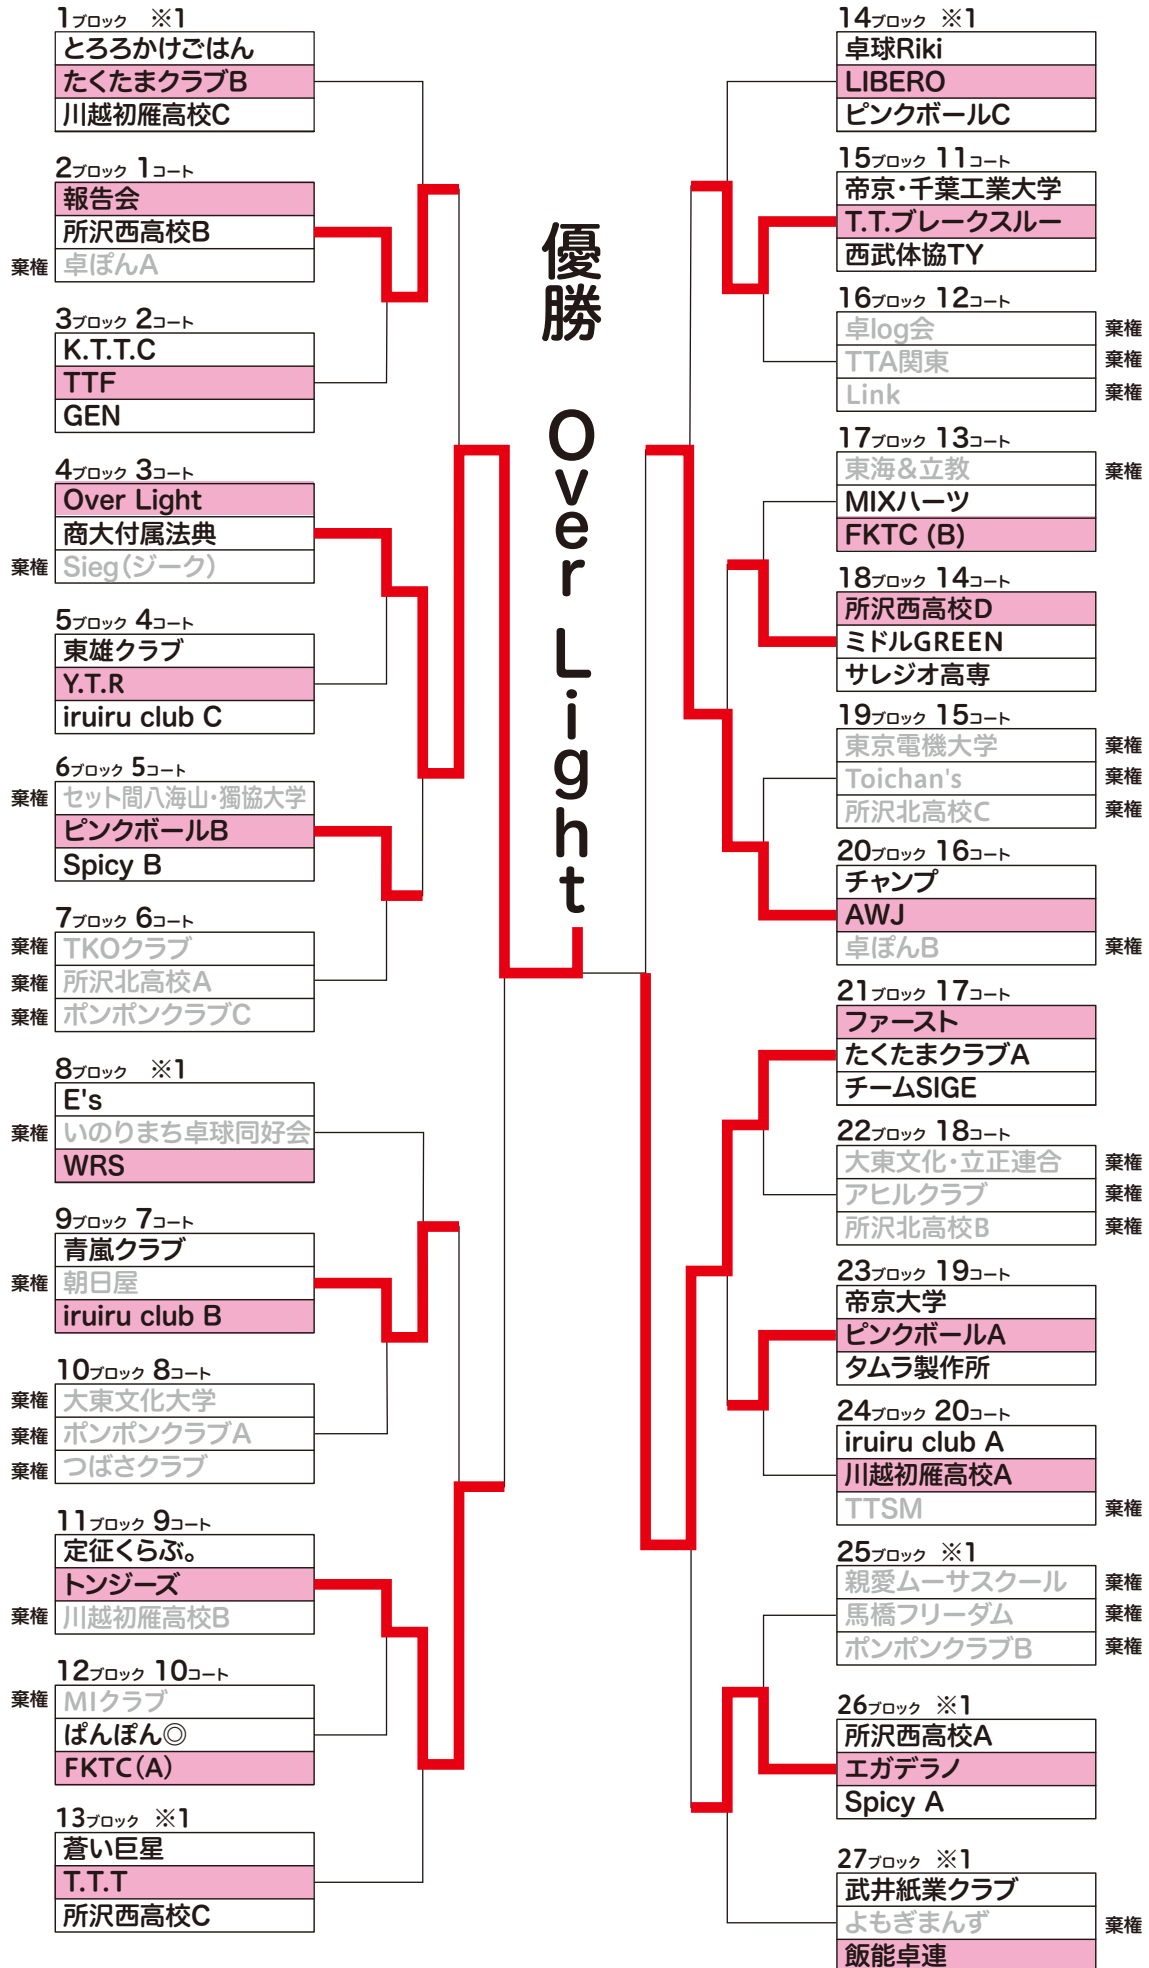 1ブロック ※1
とろろかけごはん
たくたまクラブB
川越初雁高校C
2ブロック 1コート
報告会
所沢西高校B
棄権 卓ぽんA
3ブロック 2コート
K.T.T.C
TTF
GEN
4ブロック 3コート
Over Light
商大付属法典
棄権 Sieg（ジーク）
5ブロック 4コート
東雄クラブ
Y.T.R
iruiru club C
6ブロック 5コート
棄権 セット間八海山・獨協大学
ピンクボールB
Spicy B
7ブロック 6コート
棄権 TKOクラブ
棄権 所沢北高校A
棄権 ポンポンクラブC
8ブロック ※1
E's
棄権 いのりまち卓球同好会
WRS
9ブロック 7コート
青嵐クラブ
棄権 朝日屋
iruiru club B
10ブロック 8コート
棄権 大東文化大学
棄権 ポンポンクラブA
棄権 つばさクラブ
11ブロック 9コート
定征くらぶ。
トンジーズ
棄権 川越初雁高校B
12ブロック 10コート
棄権 MIクラブ
ぱんぽん◎
FKTC（A）
13ブロック ※1
蒼い巨星
T.T.T
所沢西高校C
優勝 Over Light
14ブロック ※1
卓球Riki
LIBERO
ピンクボールC
15ブロック 11コート
帝京・千葉工業大学
T.T.ブレークスルー
西武体協TY
16ブロック 12コート
卓log会 棄権
TTA関東 棄権
Link 棄権
17ブロック 13コート
東海&立教 棄権
MIXハーツ
FKTC (B)
18ブロック 14コート
所沢西高校D
ミドルGREEN
サレジオ高専
19ブロック 15コート
東京電機大学 棄権
Toichan's 棄権
所沢北高校C 棄権
20ブロック 16コート
チャンプ
AWJ
卓ぽんB 棄権
21ブロック 17コート
ファースト
たくたまクラブA
チームSIGE
22ブロック 18コート
大東文化・立正連合 棄権
アヒルクラブ 棄権
所沢北高校B 棄権
23ブロック 19コート
帝京大学
ピンクボールA
タムラ製作所
24ブロック 20コート
iruiru club A
川越初雁高校A
TTSM 棄権
25ブロック ※1
親愛ムーサスクール 棄権
馬橋フリーダム 棄権
ポンポンクラブB 棄権
26ブロック ※1
所沢西高校A
エガデラノ
Spicy A
27ブロック ※1
武井紙業クラブ
よもぎまんず 棄権
飯能卓連